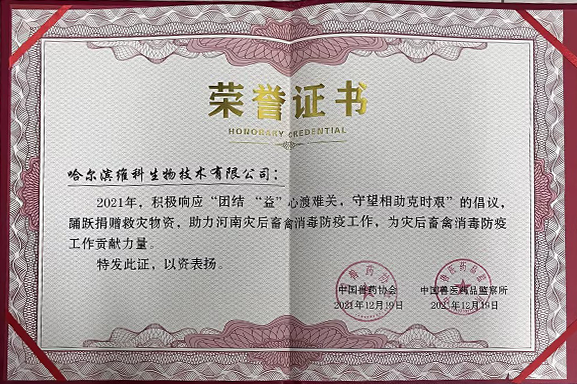 荣誉证书
HONORARY CREDENTIAL
哈尔滨维科生物技术有限公司：
2021年，积极响应“团结 “益”心渡难关，守望相助克时艰”的倡议，
踊跃捐赠救灾物资，助力河南灾后畜禽消毒防疫工作，为灾后畜禽消毒防疫
工作贡献力量。
特发此证，以资表扬。
中国兽药协会 中国兽医药品监察所
2021年12月19日 2021年12月19日